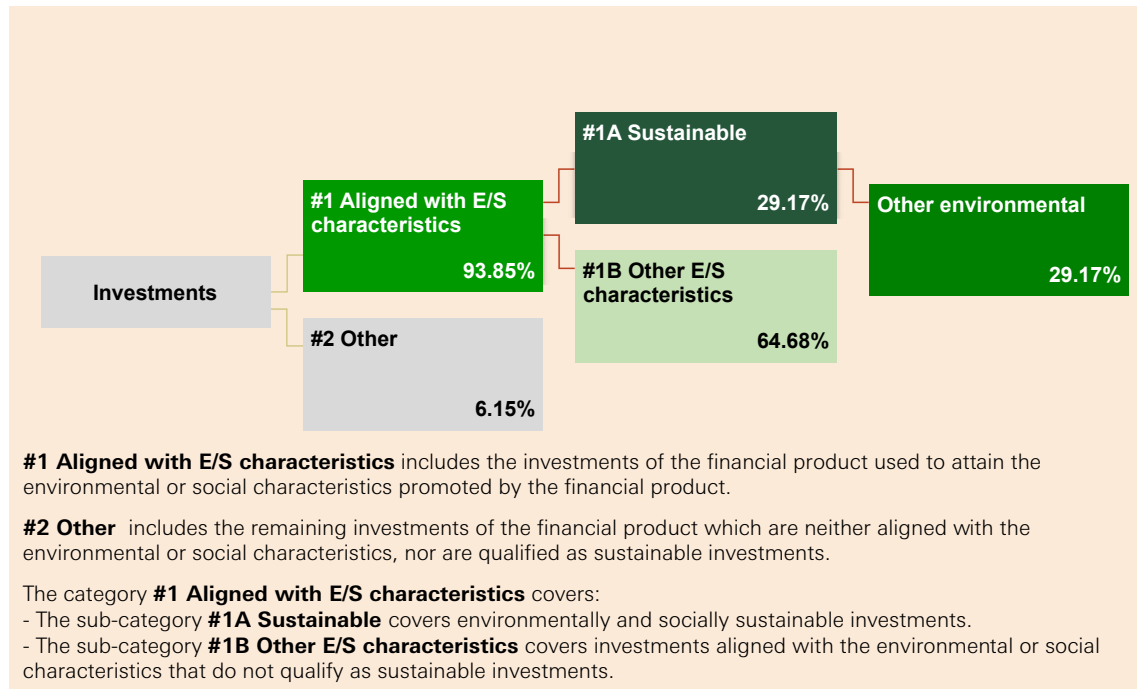 #1A Sustainable
29.17%
#1 Aligned with E/S
characteristics
93.85%
Other environmental
29.17%
Investments
#1B Other E/S
characteristics
64.68%
#2 Other
6.15%
#1 Aligned with E/S characteristics includes the investments of the financial product used to attain the
environmental or social characteristics promoted by the financial product.
#2 Other includes the remaining investments of the financial product which are neither aligned with the
environmental or social characteristics, nor are qualified as sustainable investments.
The category #1 Aligned with E/S characteristics covers:
- The sub-category #1A Sustainable covers environmentally and socially sustainable investments.
- The sub-category #1B Other E/S characteristics covers investments aligned with the environmental or social
characteristics that do not qualify as sustainable investments.